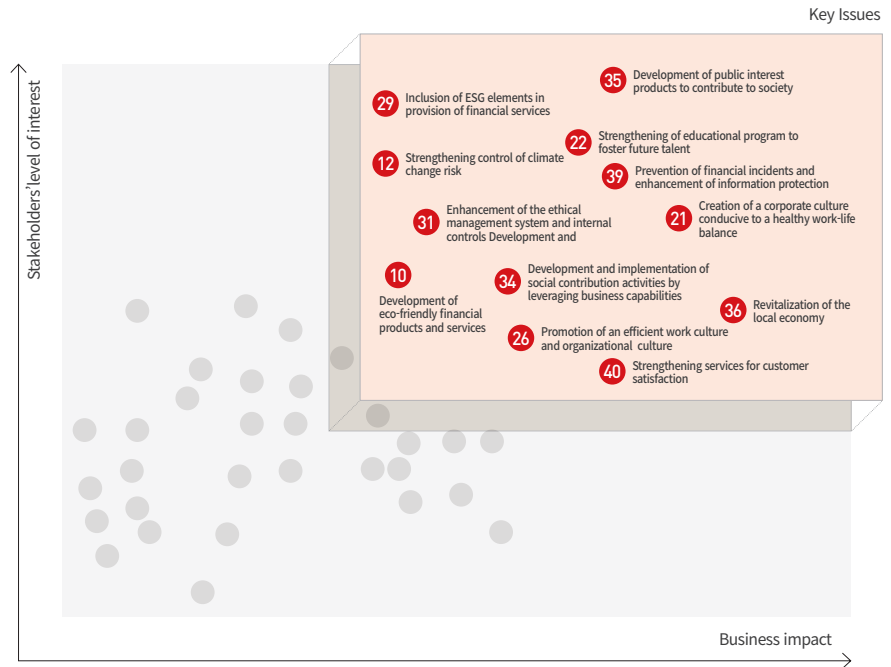 Key Issues
Stakeholders' level of interest
35
Development of public interest
products to contribute to society
29
Inclusion of ESG elements in
provision of financial services
22
Strengthening of educational program to
foster future talent
12
Strengthening control of climate
change risk
39
Prevention of financial incidents and
enhancement of information protection
31
Enhancement of the ethical
management system and internal
controls Development and
21
Creation of a corporate culture
conducive to a healthy work-life
balance
10
Development of
eco-friendly financial
products and services
34
Development and implementation of
social contribution activities by
leveraging business capabilities
36
Revitalization of the
local economy
26
Promotion of an efficient work culture
and organizational culture
40
Strengthening services for customer
satisfaction
Business impact